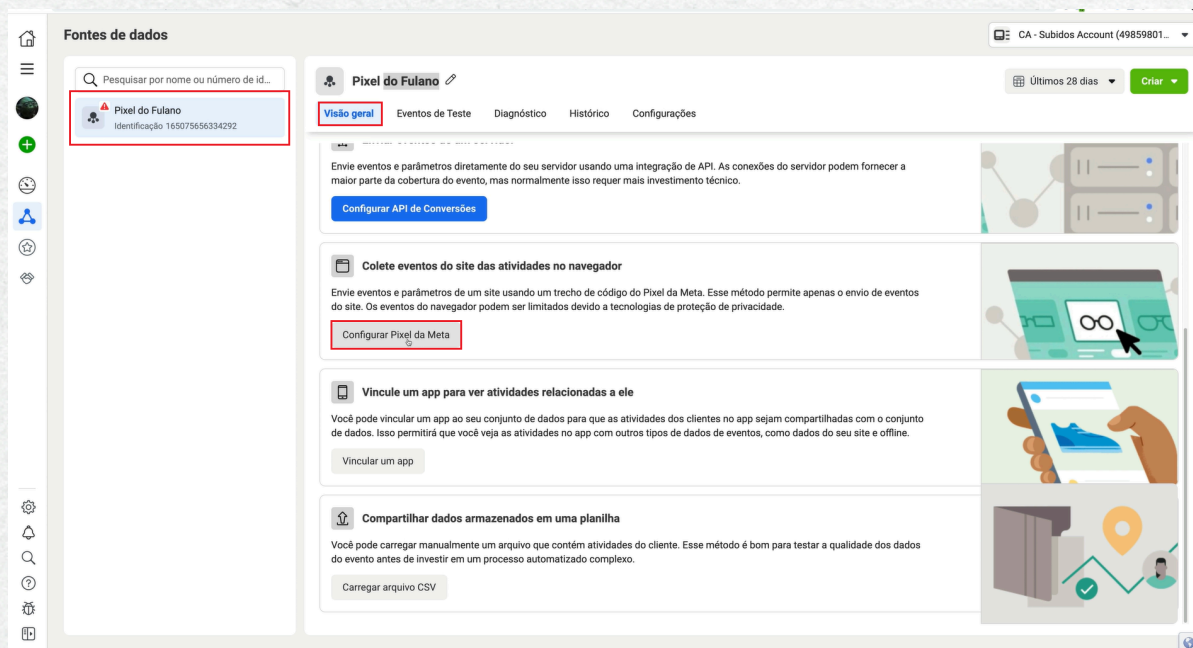 Fontes de dados
CA - Subidos Account (49859801...
Pesquisar por nome ou número de id...
Pixel do Fulano
Identificação 165075656334292
Pixel do Fulano
Últimos 28 dias
Criar
Visão geral
Eventos de Teste
Diagnóstico
Histórico
Configurações
Envie eventos e parâmetros diretamente do seu servidor usando uma integração de API. As conexões do servidor podem fornecer a
maior parte da cobertura do evento, mas normalmente isso requer mais investimento técnico.
Configurar API de Conversões
Colete eventos do site das atividades no navegador
Envie eventos e parâmetros de um site usando um trecho de código do Pixel da Meta. Esse método permite apenas o envio de eventos
do site. Os eventos do navegador podem ser limitados devido a tecnologias de proteção de privacidade.
Configurar Pixel da Meta
Vincule um app para ver atividades relacionadas a ele
Você pode vincular um app ao seu conjunto de dados para que as atividades dos clientes no app sejam compartilhadas com o conjunto
de dados. Isso permitirá que você veja as atividades no app com outros tipos de dados de eventos, como dados do seu site e offline.
Vincular um app
Compartilhar dados armazenados em uma planilha
Você pode carregar manualmente um arquivo que contém atividades do cliente. Esse método é bom para testar a qualidade dos dados
do evento antes de investir em um processo automatizado complexo.
Carregar arquivo CSV